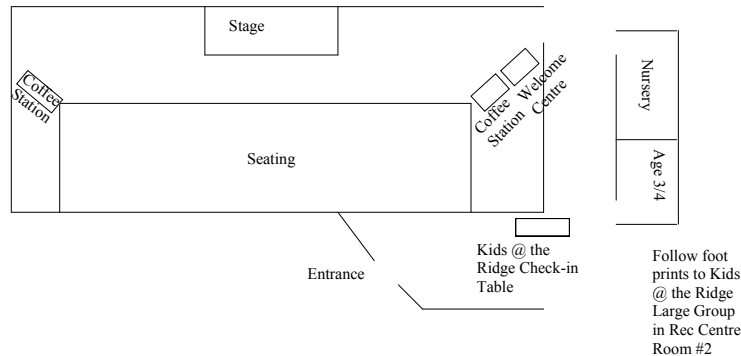 Stage
Coffee
Station
Coffee
Station
Welcome
Centre
Nursery
Seating
Age 3/4
Kids @ the
Ridge Check-in
Table
Entrance
Follow foot
prints to Kids
@ the Ridge
Large Group
in Rec Centre
Room #2